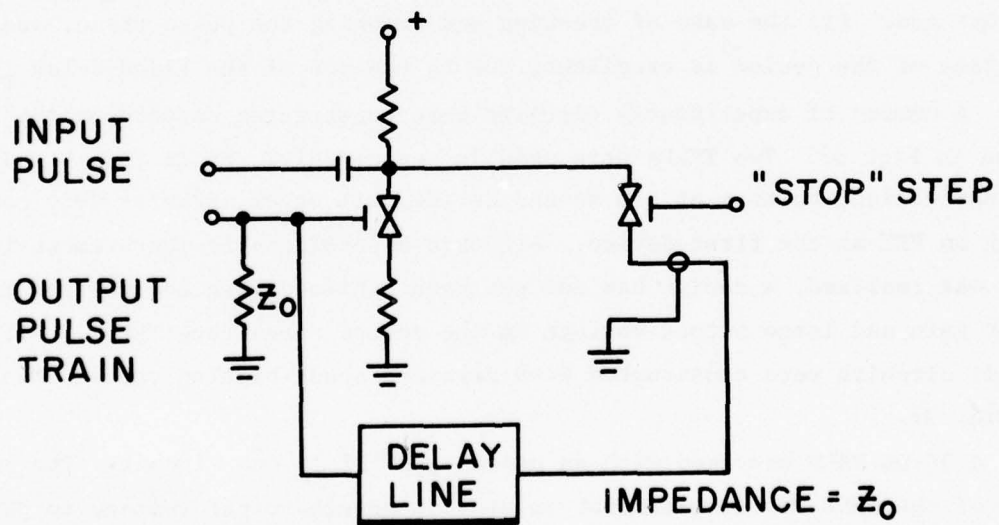 +
INPUT
PULSE
"STOP" STEP
OUTPUT
PULSE
TRAIN
Z₀
DELAY
LINE
IMPEDANCE = Z₀